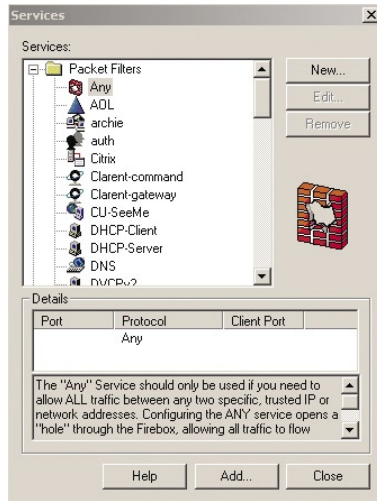 Services
Services:
Packet Filters
Any
AOL
archie
auth
Citrix
Clarent-command
Clarent-gateway
CU-SeeMe
DHCP-Client
DHCP-Server
DNS
DVCPv2
New...
Edit...
Remove
Details
Port Protocol Client Port
Any
The "Any" Service should only be used if you need to
allow ALL traffic between any two specific, trusted IP or
network addresses. Configuring the ANY service opens a
"hole" through the Firebox, allowing all traffic to flow
Help Add... Close